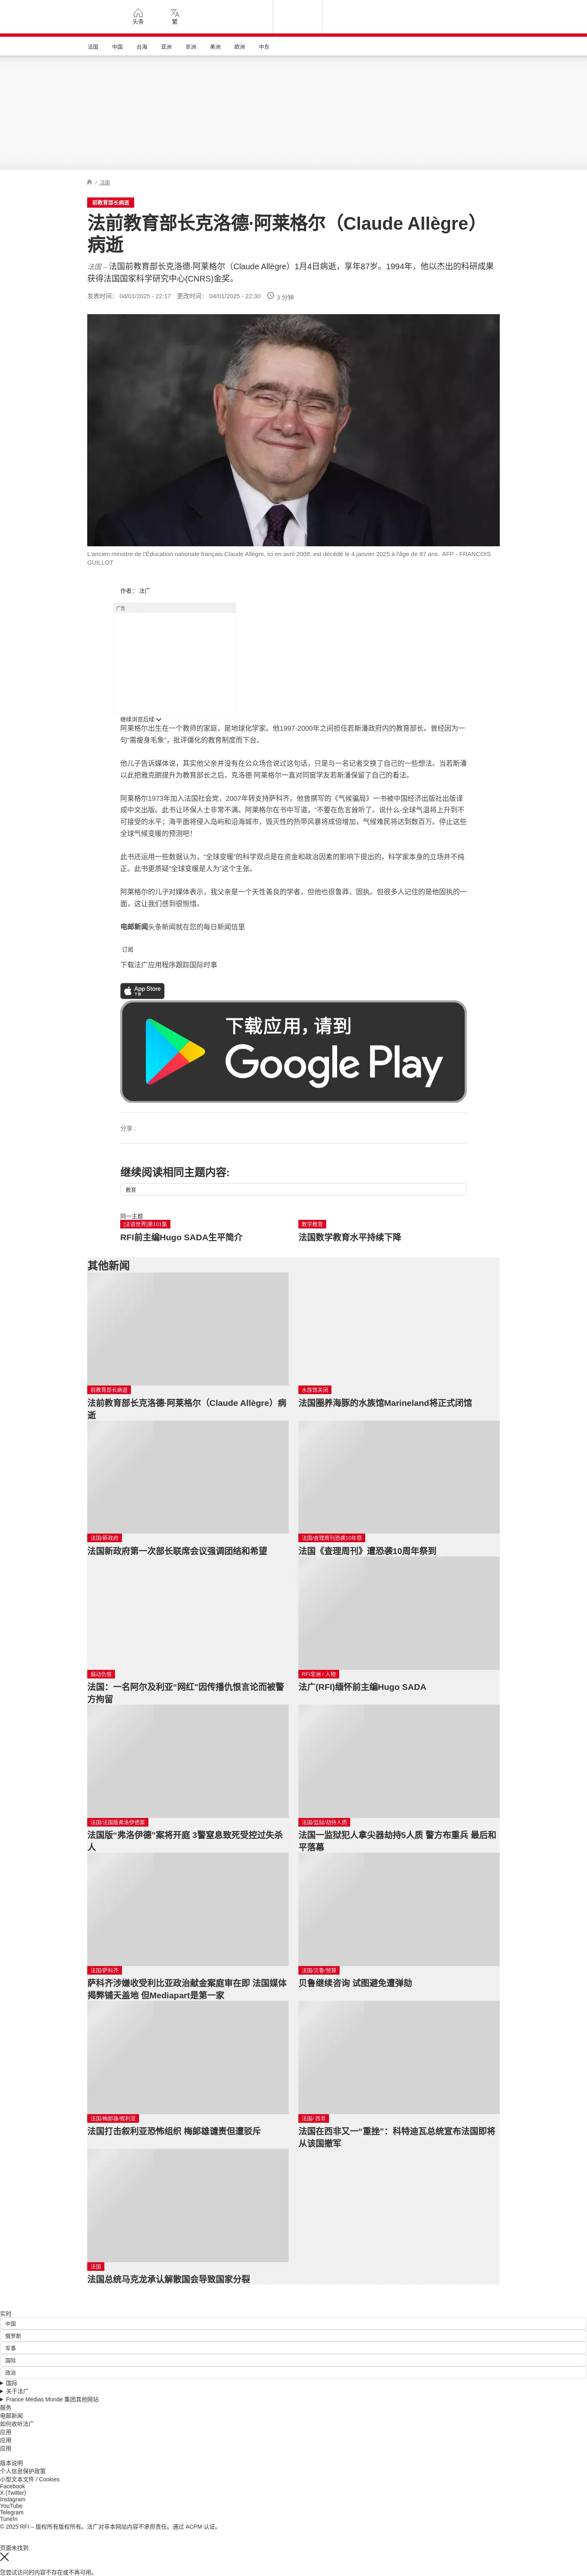 头条
繁
法国
中国
台海
亚洲
非洲
美洲
欧洲
中东
/ 法国
前教育部长病逝
法前教育部长克洛德·阿莱格尔（Claude Allègre）
病逝
法国 – 法国前教育部长克洛德·阿莱格尔（Claude Allègre）1月4日病逝，享年87岁。1994年，他以杰出的科研成果
获得法国国家科学研究中心(CNRS)金奖。
发表时间： 04/01/2025 - 22:17 更改时间： 04/01/2025 - 22:30 3 分钟
L'ancien ministre de l'Éducation nationale français Claude Allègre, ici en avril 2008, est décédé le 4 janvier 2025 à l'âge de 87 ans. AFP - FRANCOIS
GUILLOT
作者： 法广
广告
继续浏览后续
阿莱格尔出生在一个教师的家庭，是地球化学家。他1997-2000年之间担任若斯潘政府内的教育部长。曾经因为一
句“需瘦身毛象”，批评僵化的教育制度而下台。
他儿子告诉媒体说，其实他父亲并没有在公众场合说过这句话，只是与一名记者交换了自己的一些想法。当若斯潘
以此把雅克踢提升为教育部长之后，克洛德·阿莱格尔一直对同窗学友若斯潘保留了自己的看法。
阿莱格尔1973年加入法国社会党，2007年转支持萨科齐。他曾撰写的《气候骗局》一书被中国经济出版社出版译
成中文出版。此书让环保人士非常不满。阿莱格尔在书中写道，“不要在危言耸听了。说什么-全球气温将上升到不
可接受的水平；海平面将侵入岛屿和沿海城市，毁灭性的热带风暴将成倍增加，气候难民将达到数百万。停止这些
全球气候变暖的预测吧！
此书还运用一些数据认为，“全球变暖”的科学观点是在资金和政治因素的影响下提出的，科学家本身的立场并不纯
正。此书更质疑“全球变暖是人为”这个主张。
阿莱格尔的儿子对媒体表示，我父亲是一个天性善良的学者，但他也很鲁莽、固执。但很多人记住的是他固执的一
面，这让我们感到很惋惜。
电邮新闻头条新闻就在您的每日新闻信里
订阅
下载法广应用程序跟踪国际时事
App Store
下载
下载应用，请到
Google Play
分享 :
继续阅读相同主题内容:
教育
同一主题
[法语世界]第101集
RFI前主编Hugo SADA生平简介
数学教育
法国数学教育水平持续下降
其他新闻
前教育部长病逝
法前教育部长克洛德·阿莱格尔（Claude Allègre）病
逝
水族馆关闭
法国圈养海豚的水族馆Marineland将正式闭馆
法国/新政府
法国新政府第一次部长联席会议强调团结和希望
法国/查理周刊恐袭10年祭
法国《查理周刊》遭恐袭10周年祭到
煽动仇恨
法国：一名阿尔及利亚“网红”因传播仇恨言论而被警
方拘留
RFI非洲 / 人物
法广(RFI)缅怀前主编Hugo SADA
法国/法国版弗洛伊德案
法国版“弗洛伊德”案将开庭 3警窒息致死受控过失杀
人
法国/监狱/劫持人质
法国一监狱犯人拿尖器劫持5人质 警方布重兵 最后和
平落幕
法国/萨科齐
萨科齐涉嫌收受利比亚政治献金案庭审在即 法国媒体
揭弊铺天盖地 但Mediapart是第一家
法国/贝鲁/预算
贝鲁继续咨询 试图避免遭弹劾
法国/梅郎雄/叙利亚
法国打击叙利亚恐怖组织 梅郎雄谴责但遭驳斥
法国/ 西非
法国在西非又一“重挫”：科特迪瓦总统宣布法国即将
从该国撤军
法国
法国总统马克龙承认解散国会导致国家分裂
实时
中国
俄罗斯
军事
国际
政治
国际
关于法广
France Médias Monde 集团其他网站
服务
电邮新闻
如何收听法广
应用
应用
应用
版本说明
个人信息保护政策
小型文本文件 / Cookies
Facebook
X (Twitter)
Instagram
YouTube
Telegram
TuneIn
© 2025 RFI – 版权所有版权所有。法广对非本网站内容不承担责任。通过 ACPM 认证。
页面未找到
您尝试访问的内容不存在或不再可用。